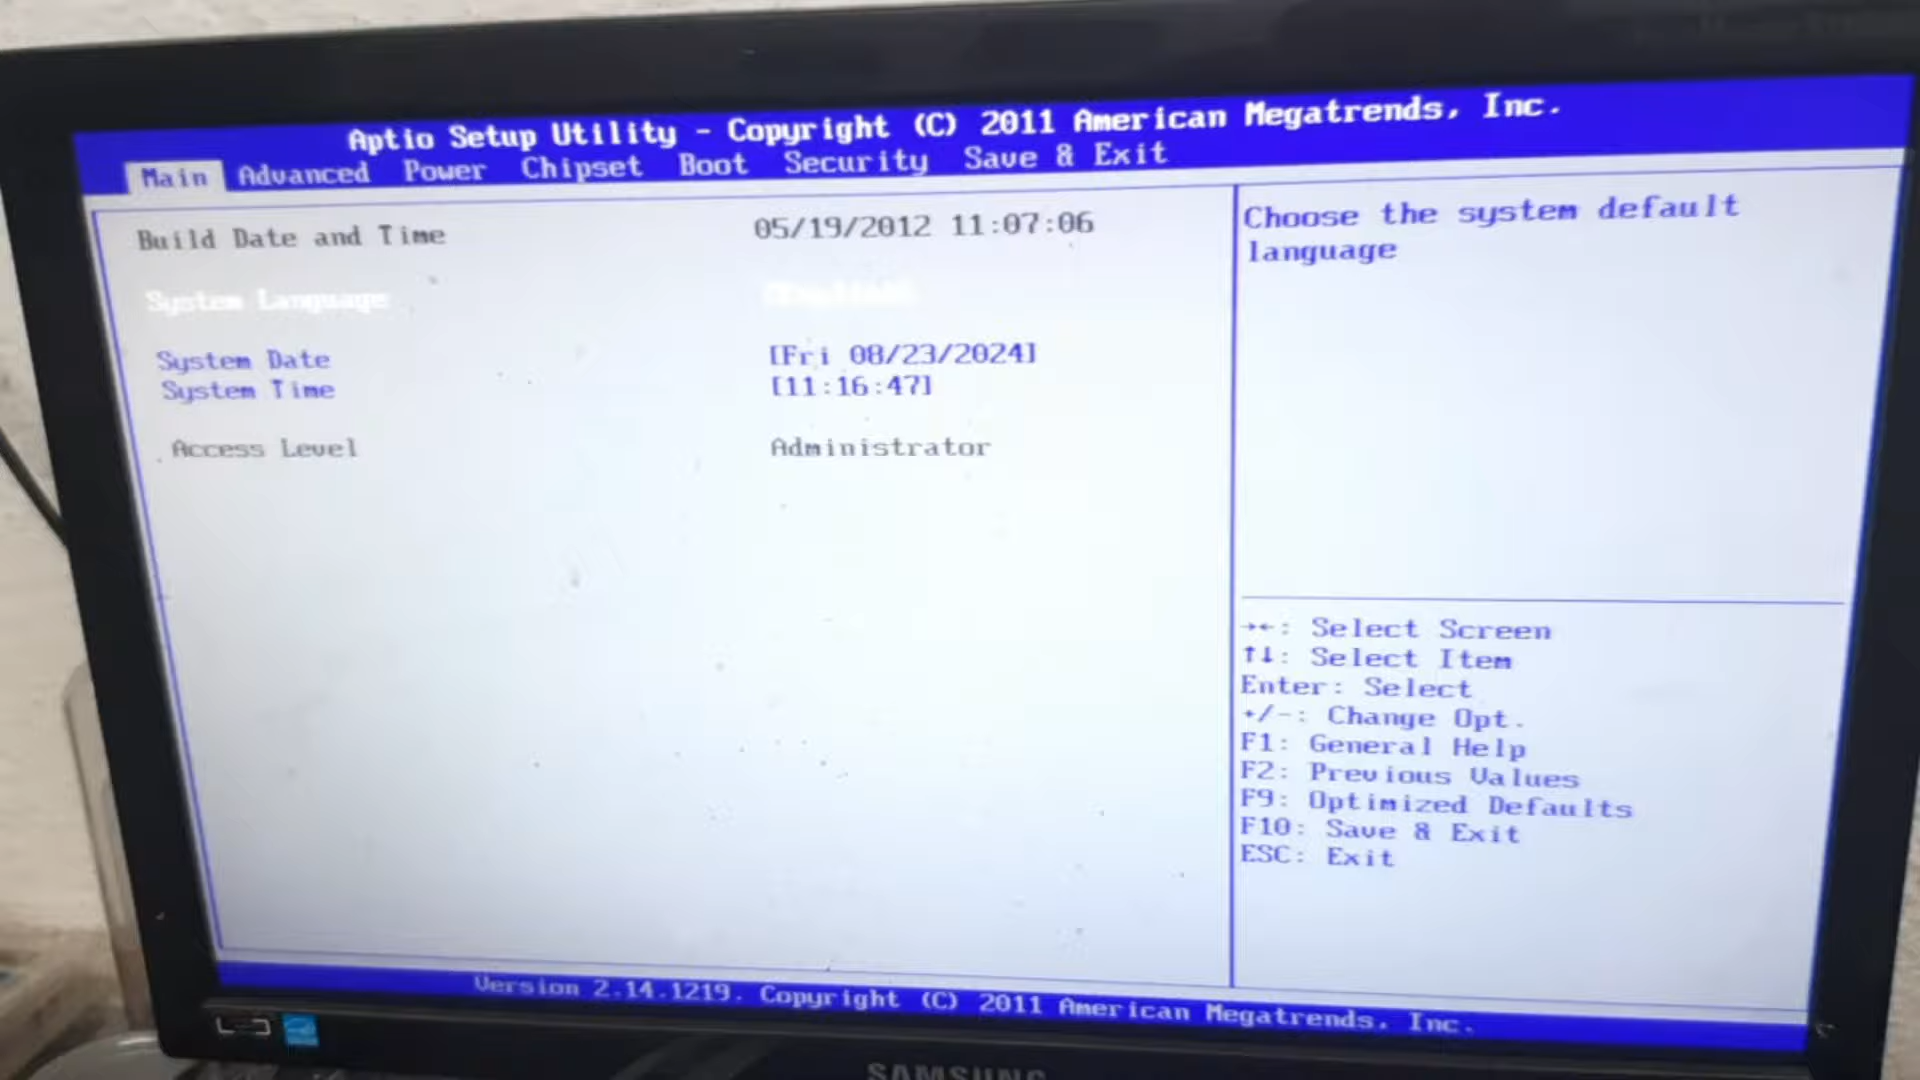 Aptio Setup Utility - Copyright (C) 2011 American Megatrends, Inc.
Main Advanced Power Chipset Boot Security Save & Exit
Build Date and Time 05/19/2012 11:07:06
System Language
System Date [Fri 08/23/2024]
System Time [11:16:47]
Access Level Administrator
Choose the system default
language
→←: Select Screen
↑↓: Select Item
Enter: Select
+/-: Change Opt.
F1: General Help
F2: Previous Values
F9: Optimized Defaults
F10: Save & Exit
ESC: Exit
Version 2.14.1219. Copyright (C) 2011 American Megatrends, Inc.
SAMSUNG